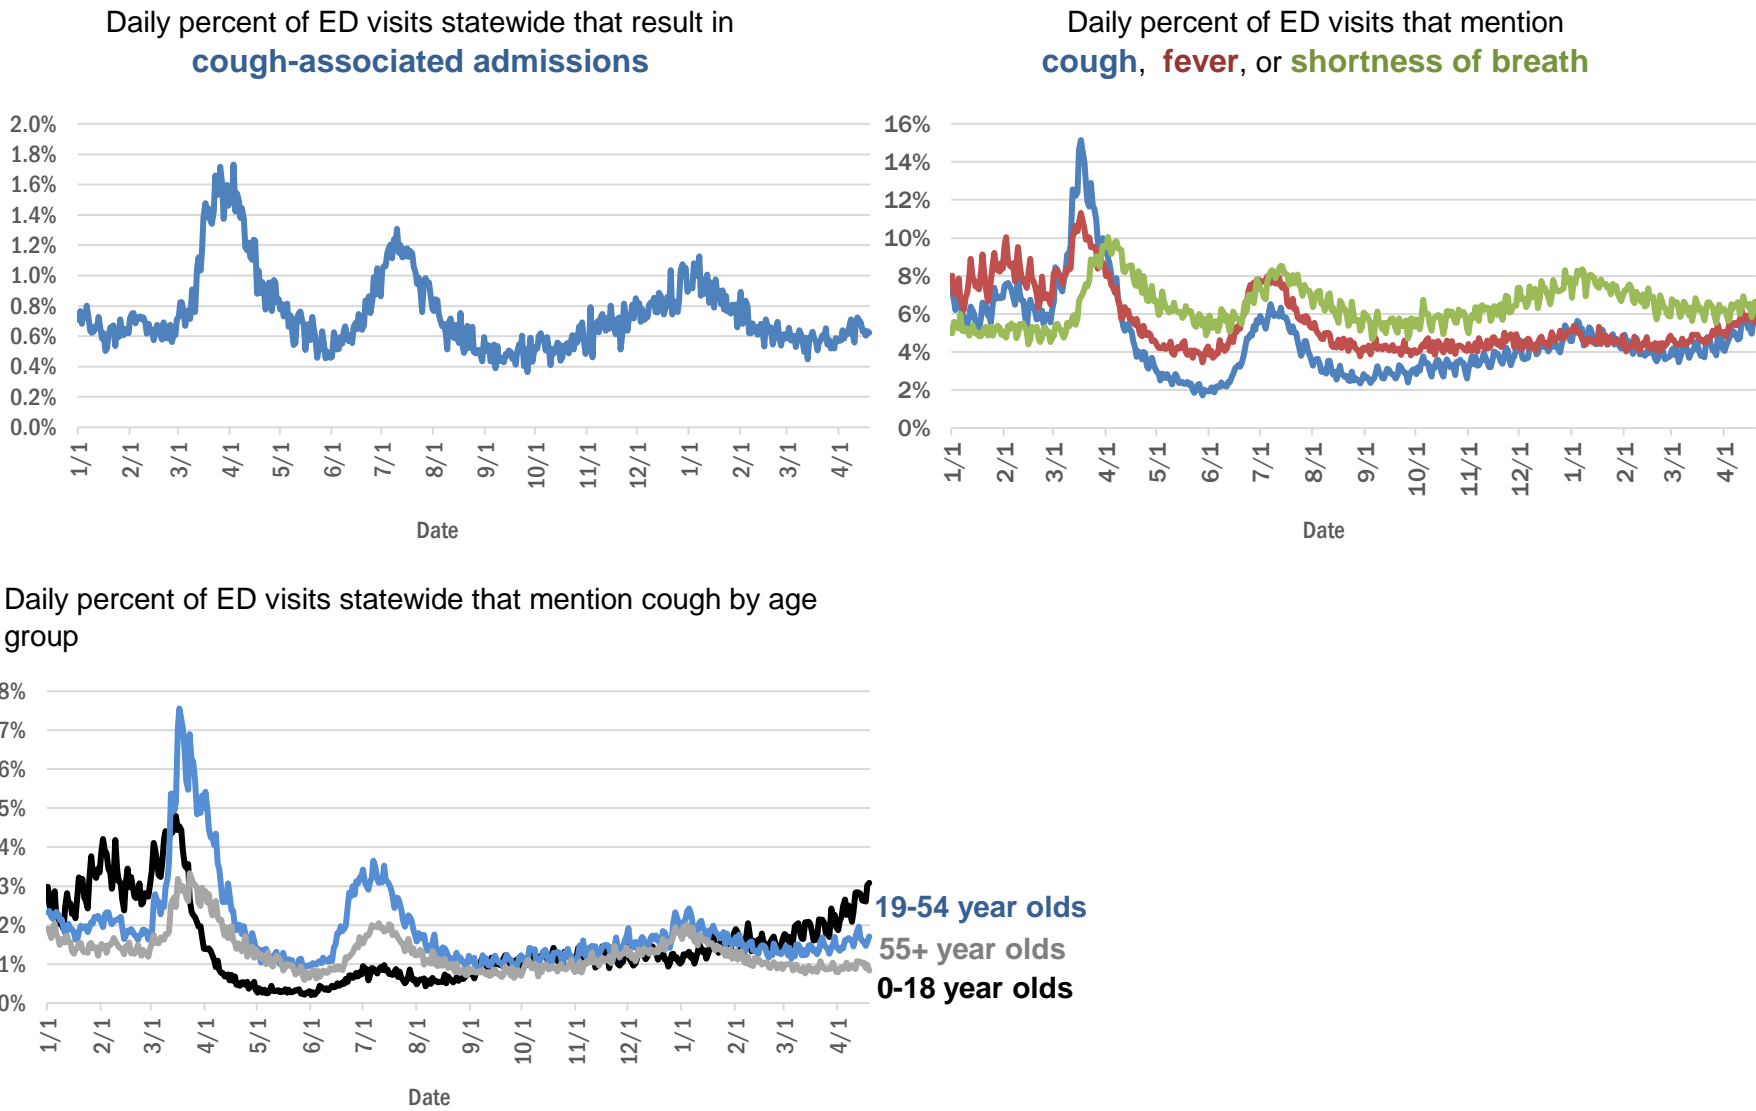 Daily percent of ED visits statewide that result in
cough-associated admissions
2.0%
1.8%
1.6%
1.4%
1.2%
1.0%
0.8%
0.6%
0.4%
0.2%
0.0%
1/1 2/1 3/1 4/1 5/1 6/1 7/1 8/1 9/1 10/1 11/1 12/1 1/1 2/1 3/1 4/1
Date
Daily percent of ED visits that mention
cough, fever, or shortness of breath
16%
14%
12%
10%
8%
6%
4%
2%
0%
1/1 2/1 3/1 4/1 5/1 6/1 7/1 8/1 9/1 10/1 11/1 12/1 1/1 2/1 3/1 4/1
Date
Daily percent of ED visits statewide that mention cough by age
group
8%
7%
6%
5%
4%
3%
2%
1%
0%
1/1 2/1 3/1 4/1 5/1 6/1 7/1 8/1 9/1 10/1 11/1 12/1 1/1 2/1 3/1 4/1
Date
19-54 year olds
55+ year olds
0-18 year olds